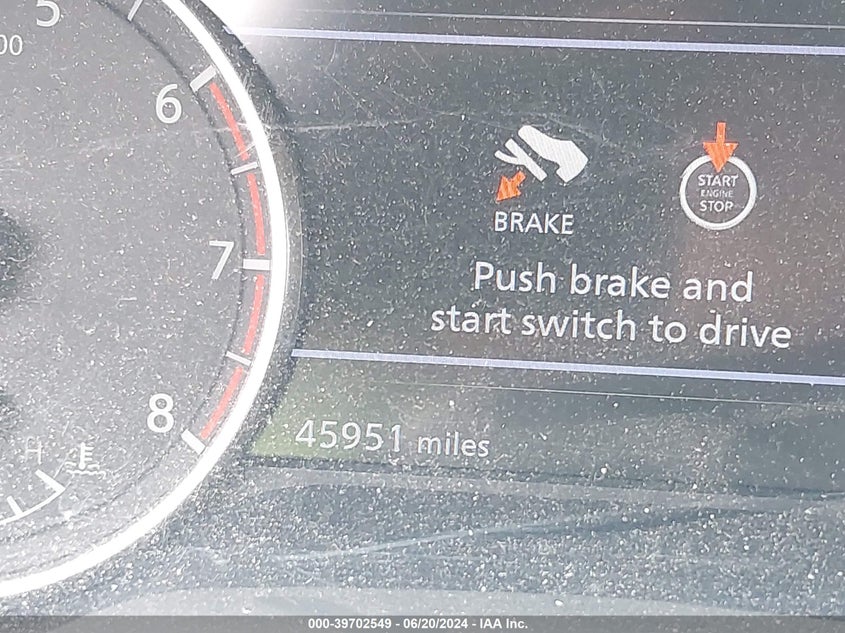 5
00
6
7
8
H
BRAKE
START
ENGINE
STOP
Push brake and
start switch to drive
45951 miles
000-39702549 - 06/20/2024 - IAA Inc.